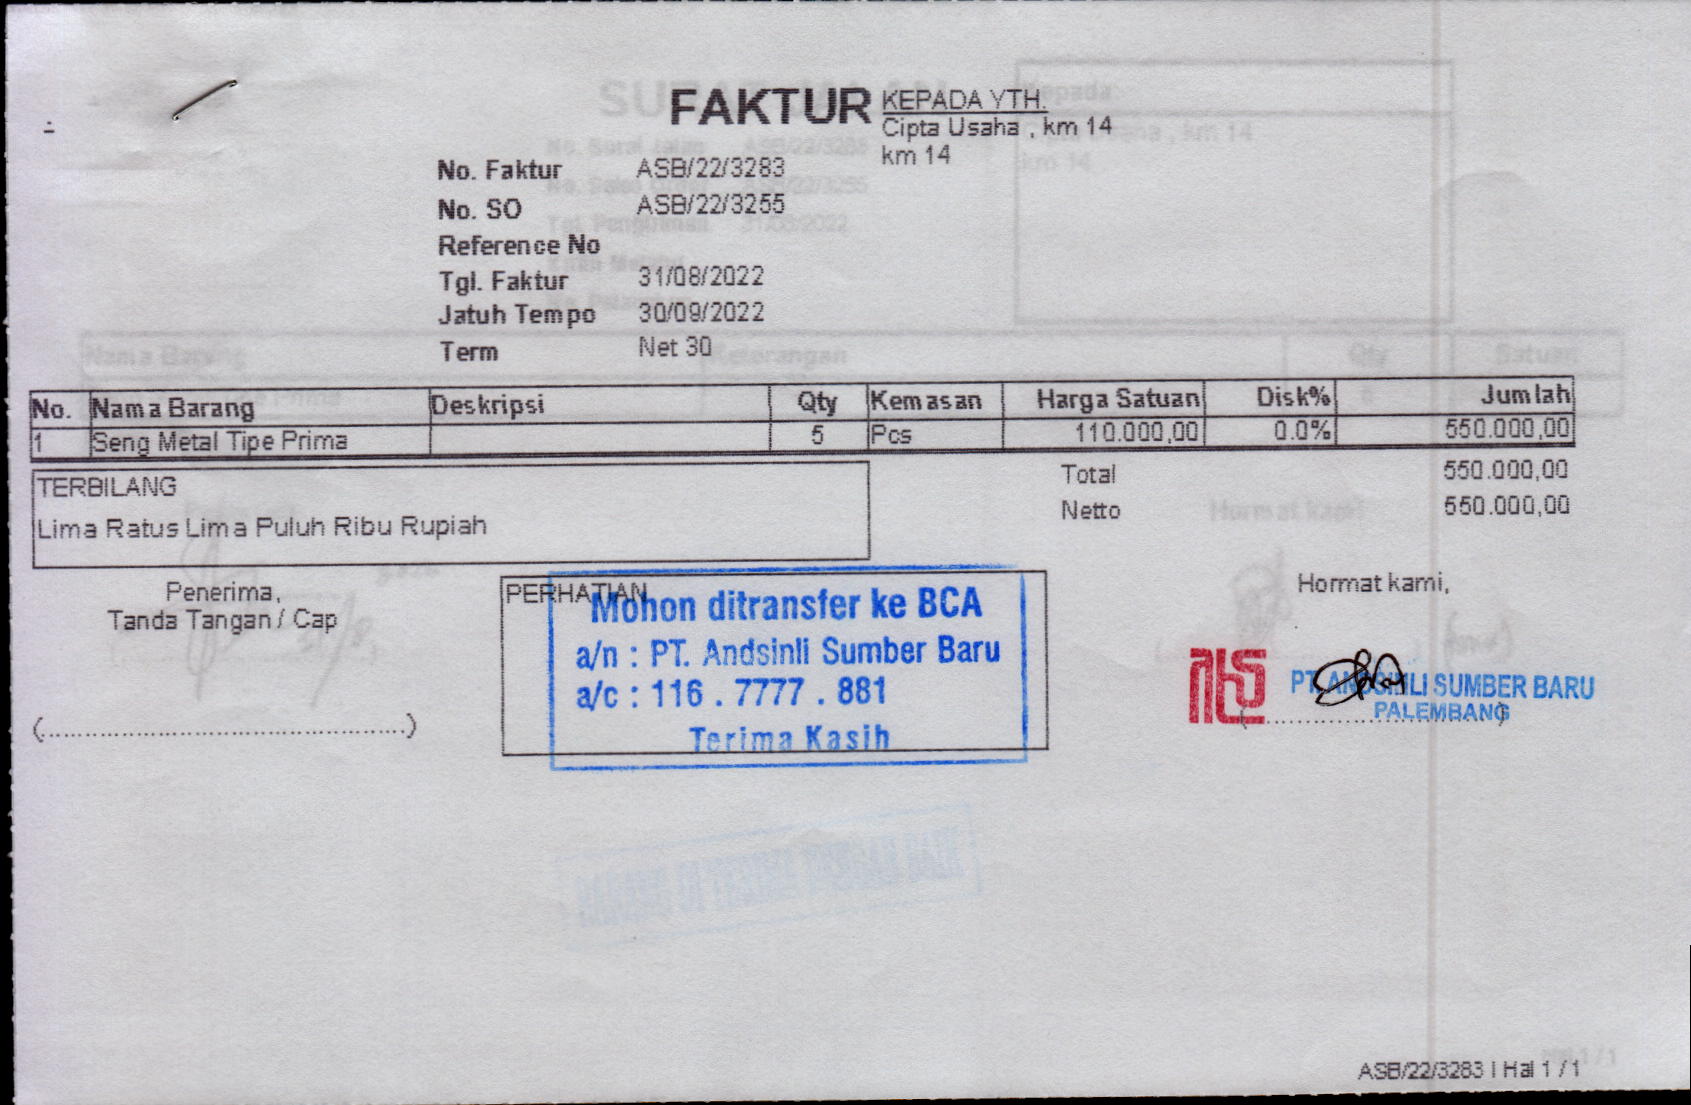 FAKTUR
KEPADA YTH.
Cipta Usaha , km 14
km 14
No. Faktur ASB/22/3283
No. SO ASB/22/3255
Reference No
Tgl. Faktur 31/08/2022
Jatuh Tempo 30/09/2022
Term Net 30
No. Nama Barang Deskripsi Qty Kemasan Harga Satuan Disk% Jumlah
1 Seng Metal Tipe Prima 5 Pcs 110.000,00 0.0% 550.000,00
TERBILANG
Lima Ratus Lima Puluh Ribu Rupiah
Total 550.000,00
Netto 550.000,00
Penerima,
Tanda Tangan / Cap
(............................................)
PERHATIAN
Mohon ditransfer ke BCA
a/n : PT. Andsinli Sumber Baru
a/c : 116 . 7777 . 881
Terima Kasih
Hormat kami,
PT. ANDSINLI SUMBER BARU
PALEMBANG
ASB/22/3283 | Hal 1 / 1